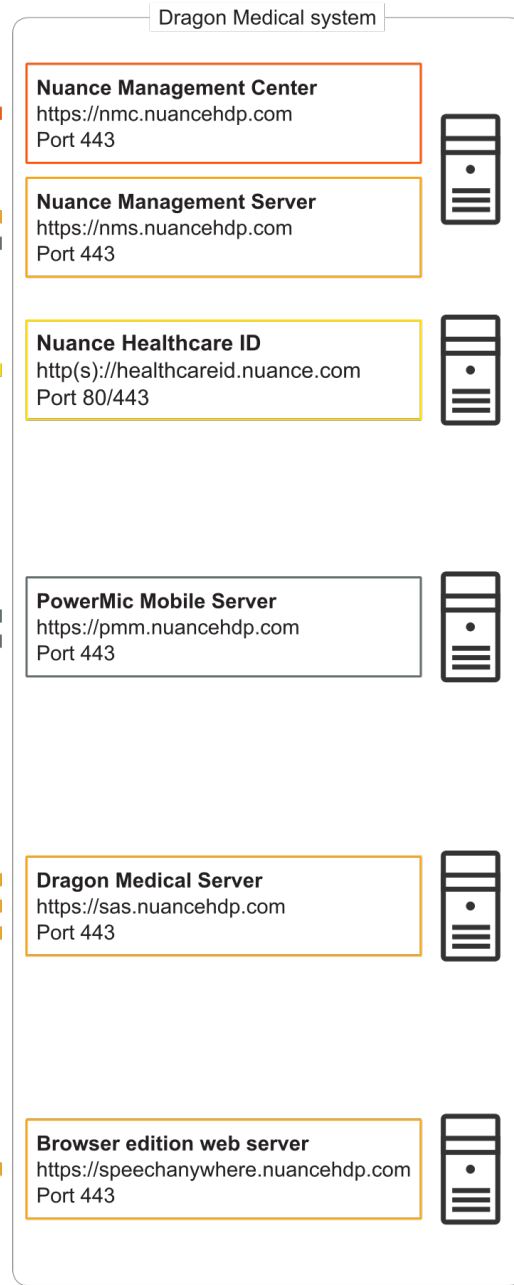 Dragon Medical system
Nuance Management Center
https://nmc.nuancehdp.com
Port 443
Nuance Management Server
https://nms.nuancehdp.com
Port 443
Nuance Healthcare ID
http(s)://healthcareid.nuance.com
Port 80/443
PowerMic Mobile Server
https://pmm.nuancehdp.com
Port 443
Dragon Medical Server
https://sas.nuancehdp.com
Port 443
Browser edition web server
https://speechanywhere.nuancehdp.com
Port 443